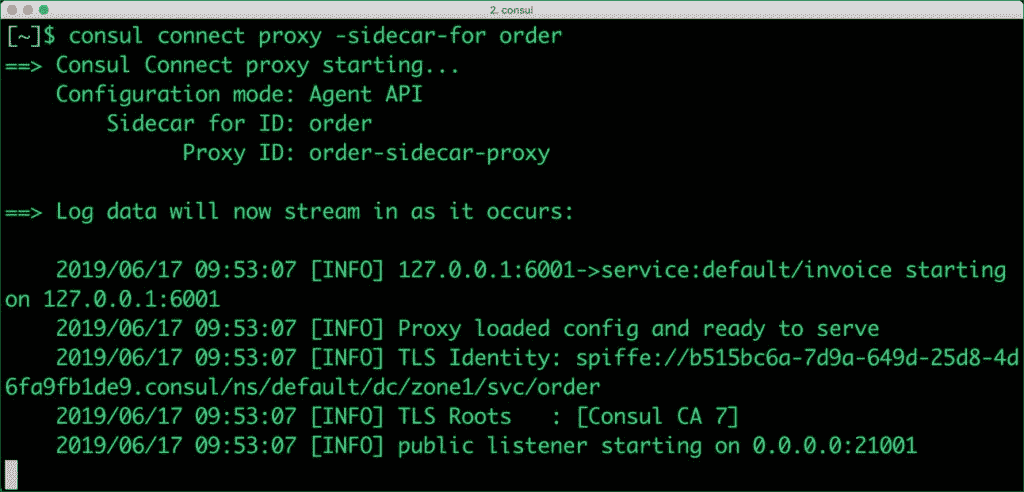 2. consul
[~]$ consul connect proxy -sidecar-for order
==> Consul Connect proxy starting...
Configuration mode: Agent API
Sidecar for ID: order
Proxy ID: order-sidecar-proxy
==> Log data will now stream in as it occurs:
2019/06/17 09:53:07 [INFO] 127.0.0.1:6001->service:default/invoice starting
on 127.0.0.1:6001
2019/06/17 09:53:07 [INFO] Proxy loaded config and ready to serve
2019/06/17 09:53:07 [INFO] TLS Identity: spiffe://b515bc6a-7d9a-649d-25d8-4d
6fa9fb1de9.consul/ns/default/dc/zone1/svc/order
2019/06/17 09:53:07 [INFO] TLS Roots   : [Consul CA 7]
2019/06/17 09:53:07 [INFO] public listener starting on 0.0.0.0:21001